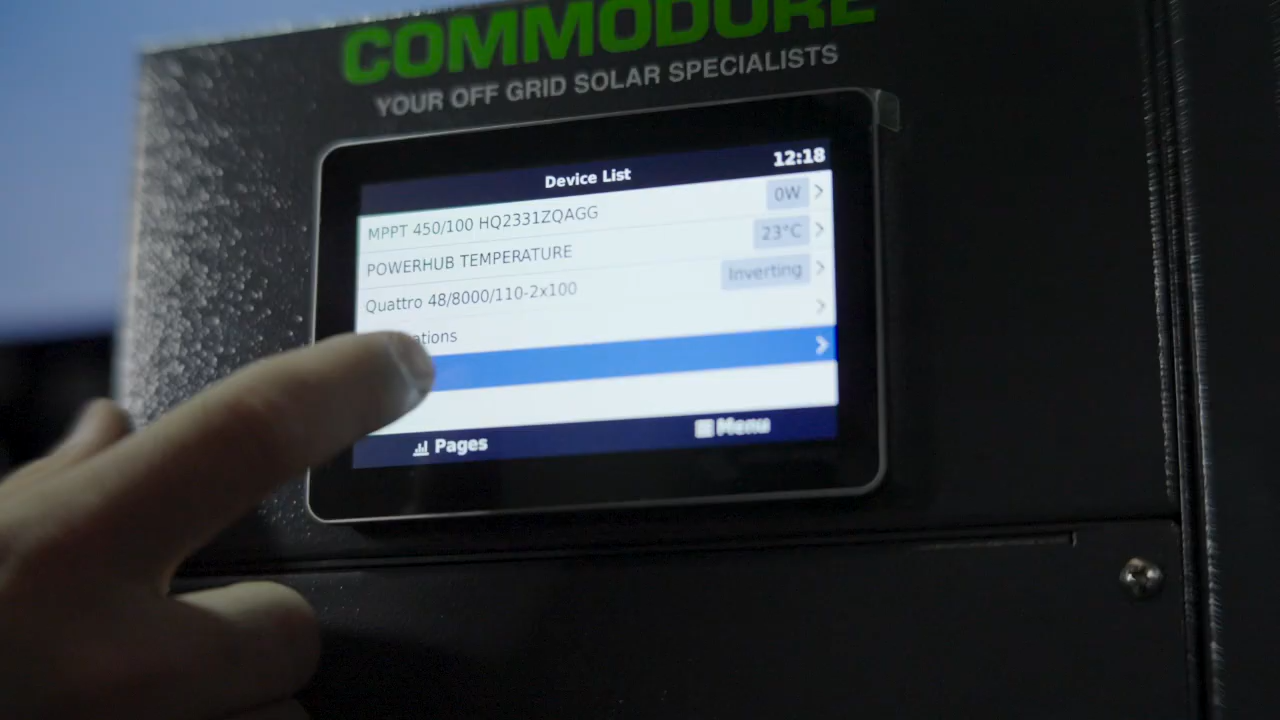 COMMODORE
YOUR OFF GRID SOLAR SPECIALISTS
Device List 12:18
MPPT 450/100 HQ2331ZQAGG 0W
POWERHUB TEMPERATURE 23°C
Quattro 48/8000/110-2x100 Inverting
Pages Menu